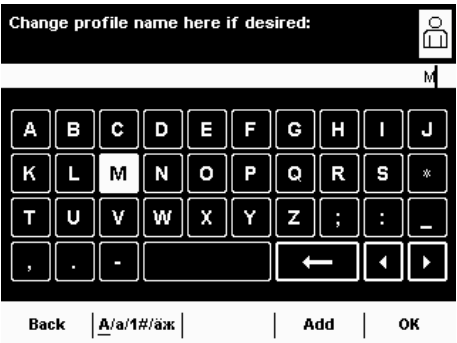 Change profile name here if desired:
M
A B C D E F G H I J
K L M N O P Q R S *
T U V W X Y Z ; : _
, . -
Back A/a/1#/äж Add OK